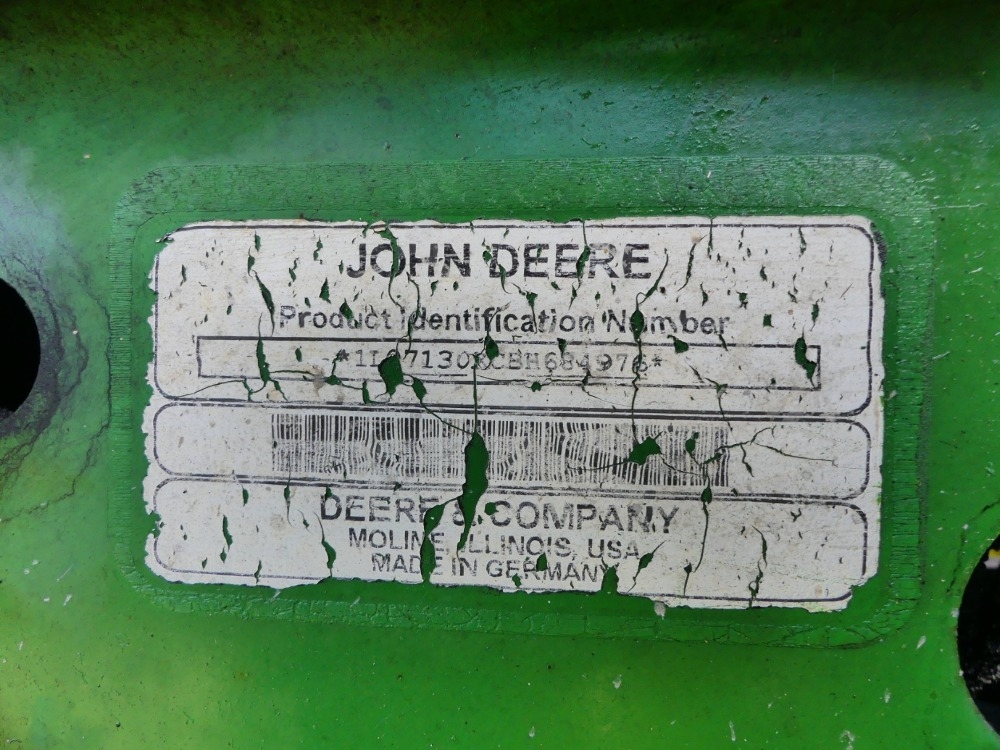 JOHN DEERE
Product Identification Number
DEERE & COMPANY
MOLINE, ILLINOIS, USA
MADE IN GERMANY